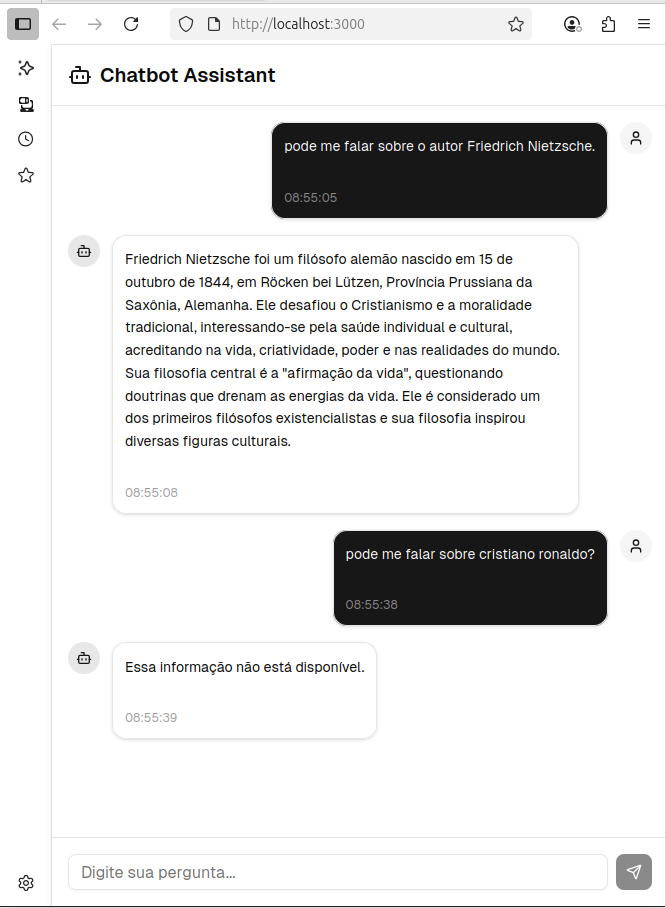 http://localhost:3000
Chatbot Assistant
pode me falar sobre o autor Friedrich Nietzsche.
08:55:05
Friedrich Nietzsche foi um filósofo alemão nascido em 15 de
outubro de 1844, em Röcken bei Lützen, Província Prussiana da
Saxônia, Alemanha. Ele desafiou o Cristianismo e a moralidade
tradicional, interessando-se pela saúde individual e cultural,
acreditando na vida, criatividade, poder e nas realidades do mundo.
Sua filosofia central é a "afirmação da vida", questionando
doutrinas que drenam as energias da vida. Ele é considerado um
dos primeiros filósofos existencialistas e sua filosofia inspirou
diversas figuras culturais.
08:55:08
pode me falar sobre cristiano ronaldo?
08:55:38
Essa informação não está disponível.
08:55:39
Digite sua pergunta...